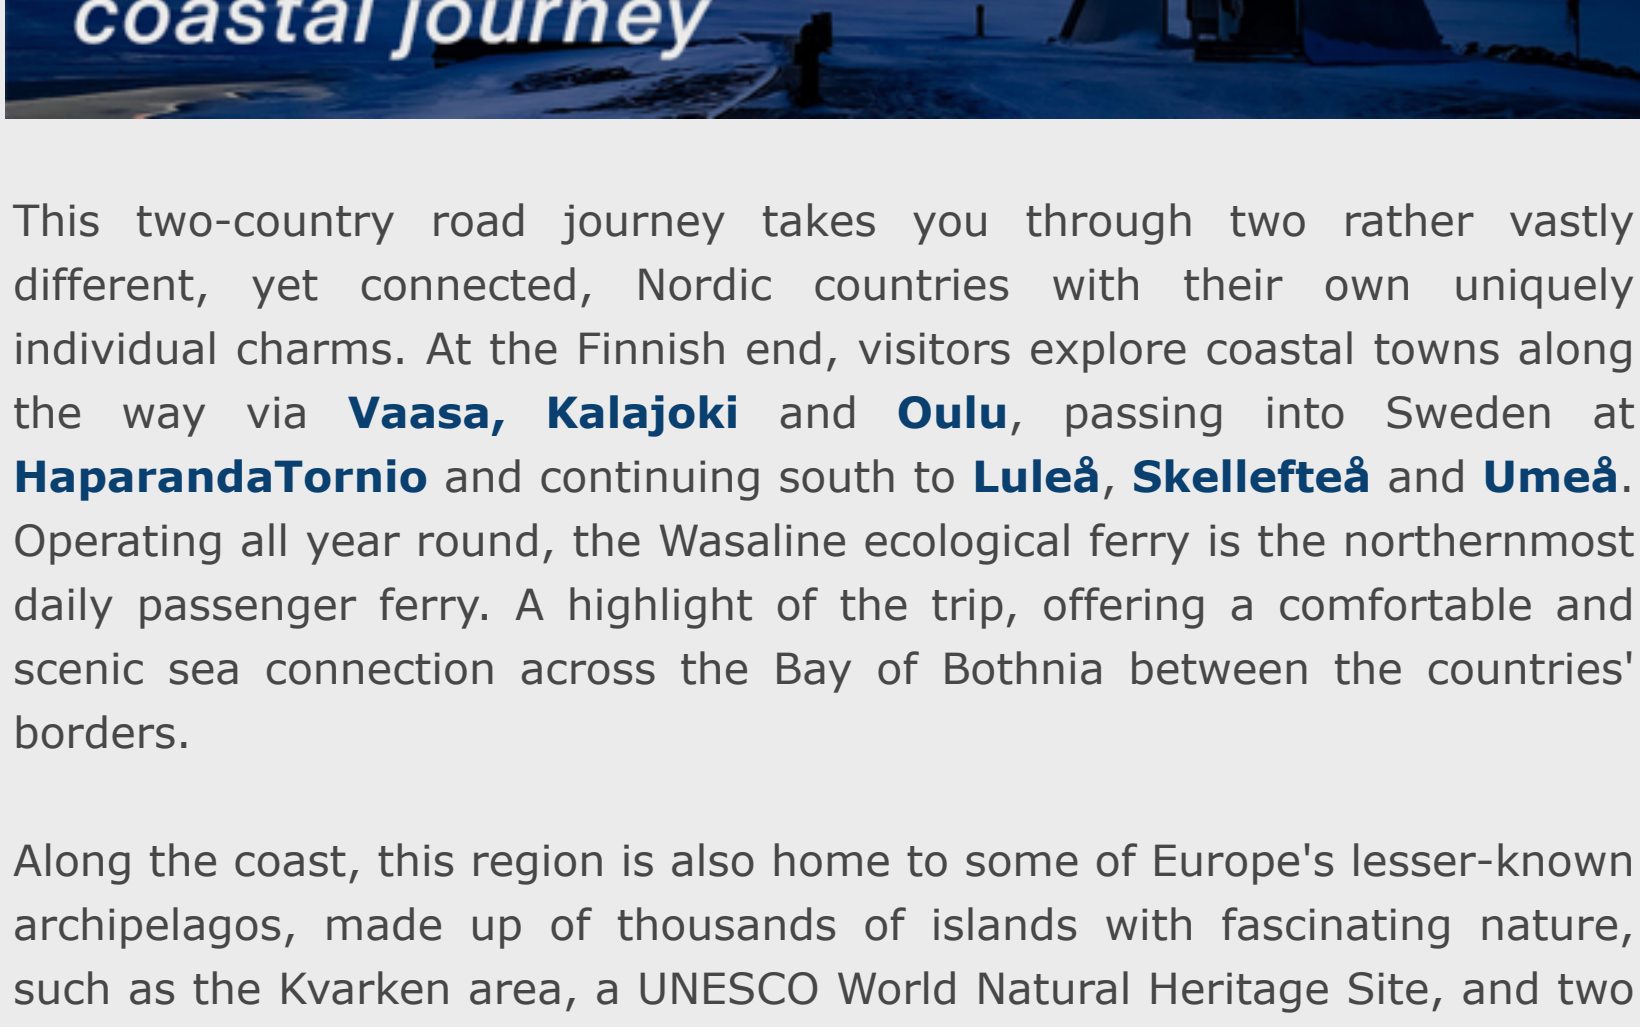 coastal journey
This two-country road journey takes you through two rather vastly
different, yet connected, Nordic countries with their own uniquely
individual charms. At the Finnish end, visitors explore coastal towns along
the way via Vaasa, Kalajoki and Oulu, passing into Sweden at
HaparandaTornio and continuing south to Luleå, Skellefteå and Umeå.
Operating all year round, the Wasaline ecological ferry is the northernmost
daily passenger ferry. A highlight of the trip, offering a comfortable and
scenic sea connection across the Bay of Bothnia between the countries'
borders.
Along the coast, this region is also home to some of Europe's lesser-known
archipelagos, made up of thousands of islands with fascinating nature,
such as the Kvarken area, a UNESCO World Natural Heritage Site, and two